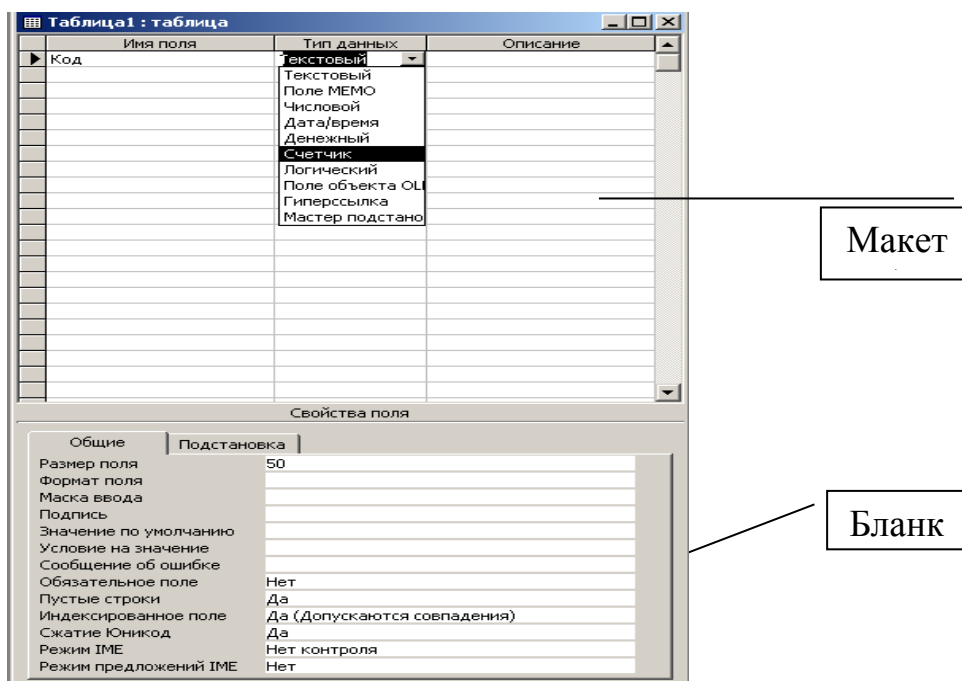 Таблица1 : таблица
Имя поля Тип данных Описание
Код Текстовый
Текстовый
Поле MEMO
Числовой
Дата/время
Денежный
Счетчик
Логический
Поле объекта OLE
Гиперссылка
Мастер подстано
Макет
Свойства поля
Общие Подстановка
Размер поля 50
Формат поля
Маска ввода
Подпись
Значение по умолчанию
Условие на значение
Сообщение об ошибке
Обязательное поле Нет
Пустые строки Да
Индексированное поле Да (Допускаются совпадения)
Сжатие Юникод Да
Режим IME Нет контроля
Режим предложений IME Нет
Бланк